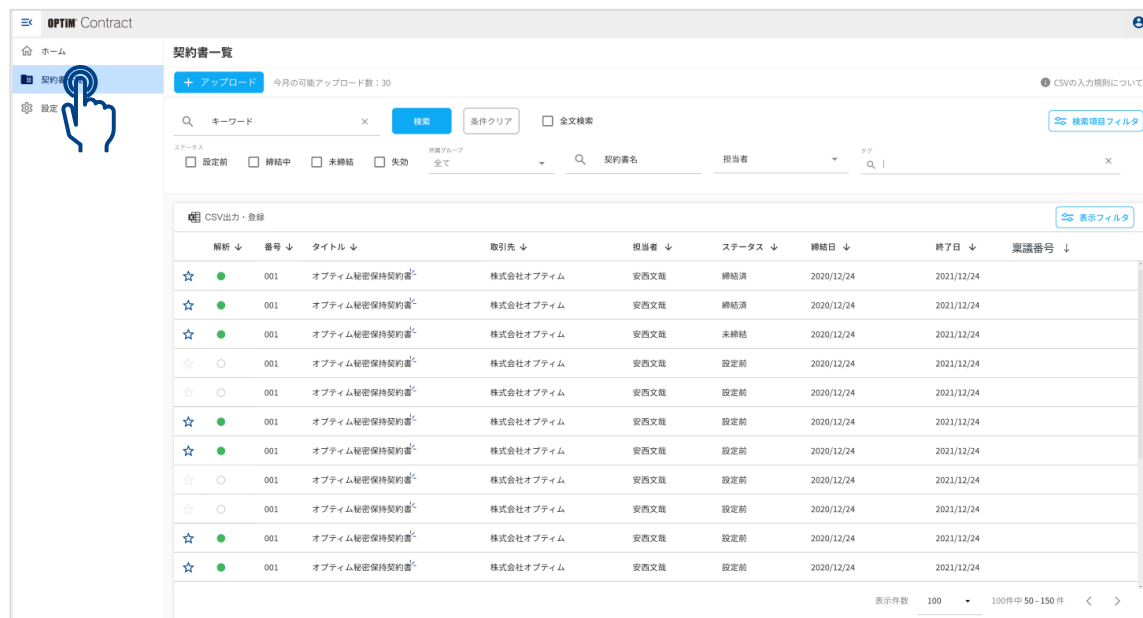 OPTiM Contract
ホーム
契約書
設定
契約書一覧
+ アップロード 今月の可能アップロード数：30
CSVの入力規則について
キーワード × 検索 条件クリア 全文検索 検索項目フィルタ
ステータス 所属グループ タグ
設定前 締結中 未締結 失効 全て 契約書名 担当者 ×
CSV出力・登録 表示フィルタ
解析 ↓ 番号 ↓ タイトル ↓ 取引先 ↓ 担当者 ↓ ステータス ↓ 締結日 ↓ 終了日 ↓ 稟議番号 ↓
001 オプティム秘密保持契約書 株式会社オプティム 安西文哉 締結済 2020/12/24 2021/12/24
001 オプティム秘密保持契約書 株式会社オプティム 安西文哉 締結済 2020/12/24 2021/12/24
001 オプティム秘密保持契約書 株式会社オプティム 安西文哉 未締結 2020/12/24 2021/12/24
001 オプティム秘密保持契約書 株式会社オプティム 安西文哉 設定前 2020/12/24 2021/12/24
001 オプティム秘密保持契約書 株式会社オプティム 安西文哉 設定前 2020/12/24 2021/12/24
001 オプティム秘密保持契約書 株式会社オプティム 安西文哉 設定前 2020/12/24 2021/12/24
001 オプティム秘密保持契約書 株式会社オプティム 安西文哉 設定前 2020/12/24 2021/12/24
001 オプティム秘密保持契約書 株式会社オプティム 安西文哉 設定前 2020/12/24 2021/12/24
001 オプティム秘密保持契約書 株式会社オプティム 安西文哉 設定前 2020/12/24 2021/12/24
001 オプティム秘密保持契約書 株式会社オプティム 安西文哉 設定前 2020/12/24 2021/12/24
001 オプティム秘密保持契約書 株式会社オプティム 安西文哉 設定前 2020/12/24 2021/12/24
表示件数 100 100件中 50 - 150 件